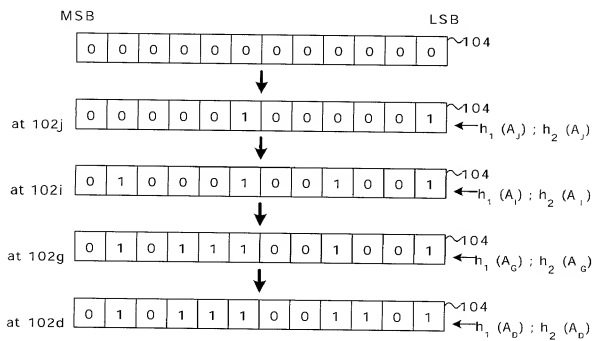 MSB LSB
0 0 0 0 0 0 0 0 0 0 0 0 104
104
at 102j 0 0 0 0 0 1 0 0 0 0 0 1 h1 (AJ) ; h2 (AJ)
104
at 102i 0 1 0 0 0 1 0 0 1 0 0 1 h1 (AI) ; h2 (AI)
104
at 102g 0 1 0 1 1 1 0 0 1 0 0 1 h1 (AG) ; h2 (AG)
104
at 102d 0 1 0 1 1 1 0 0 1 1 0 1 h1 (AD) ; h2 (AD)